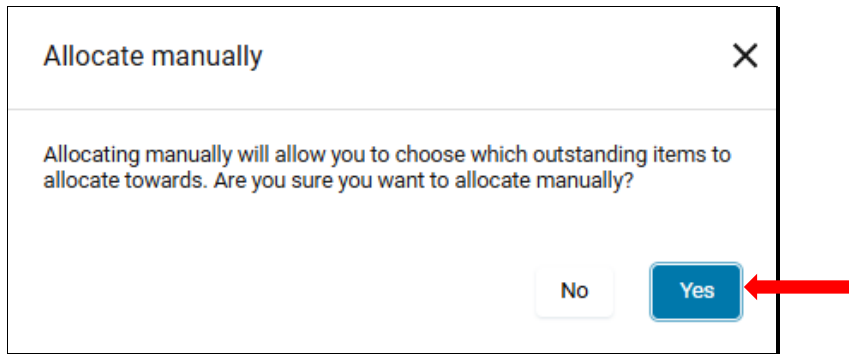 Allocate manually
Allocating manually will allow you to choose which outstanding items to
allocate towards. Are you sure you want to allocate manually?
No
Yes